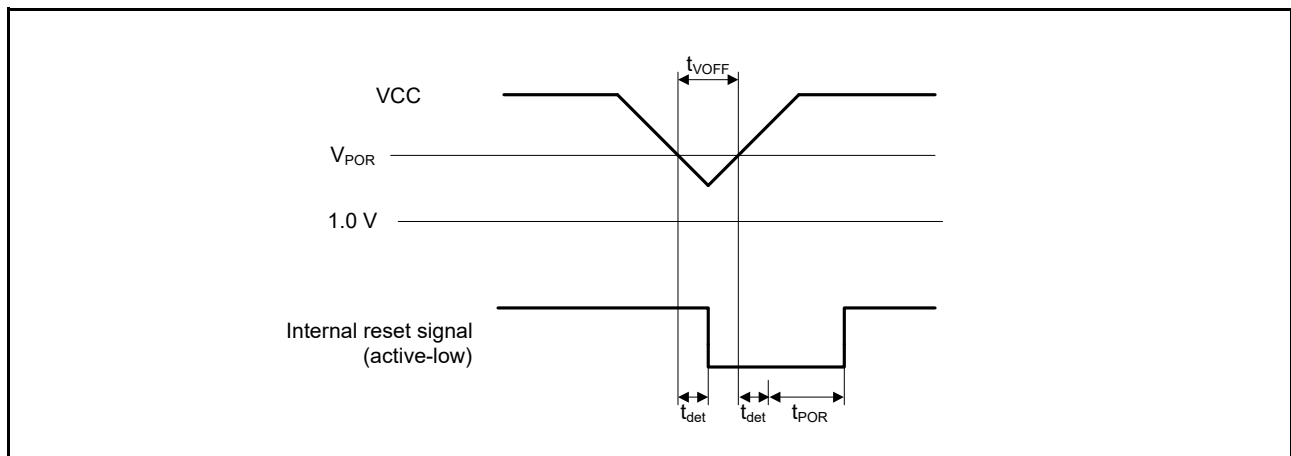 tVOFF
VCC
VPOR
1.0 V
Internal reset signal
(active-low)
tdet
tdet
tPOR